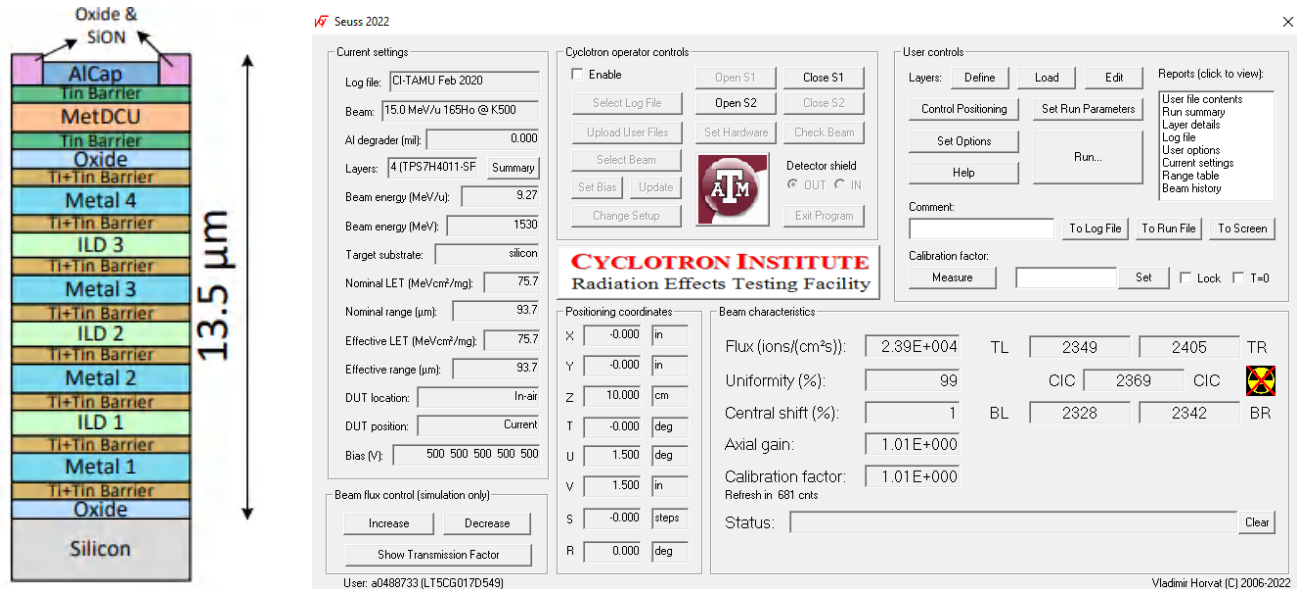 Oxide &
SiON
AlCap
Tin Barrier
MetDCU
Tin Barrier
Oxide
Ti+Tin Barrier
Metal 4
Ti+Tin Barrier
ILD 3
Ti+Tin Barrier
Metal 3
Ti+Tin Barrier
ILD 2
Ti+Tin Barrier
Metal 2
Ti+Tin Barrier
ILD 1
Ti+Tin Barrier
Metal 1
Ti+Tin Barrier
Oxide
Silicon
13.5 µm
Seuss 2022
Current settings
Log file: CI-TAMU Feb 2020
Beam: 15.0 MeV/u 165Ho @ K500
Al degrader (mil): 0.000
Layers: 4 (TPS7H4011-SF Summary
Beam energy (MeV/u): 9.27
Beam energy (MeV): 1530
Target substrate: silicon
Nominal LET (MeVcm²/mg): 75.7
Nominal range (µm): 93.7
Effective LET (MeVcm²/mg): 75.7
Effective range (µm): 93.7
DUT location: In-air
DUT position: Current
Bias (V): 500 500 500 500 500
Beam flux control (simulation only)
Increase Decrease
Show Transmission Factor
User: a0488733 (LT5CG017D549)
Cyclotron operator controls
Enable Open S1 Close S1
Select Log File Open S2 Close S2
Upload User Files Set Hardware Check Beam
Select Beam
Set Bias Update
Change Setup
A T M
Detector shield
OUT IN
Exit Program
CYCLOTRON INSTITUTE
Radiation Effects Testing Facility
Positioning coordinates
X -0.000 in
Y -0.000 in
Z 10.000 cm
T -0.000 deg
U 1.500 deg
V 1.500 in
S -0.000 steps
R 0.000 deg
User controls
Layers: Define Load Edit
Control Positioning Set Run Parameters
Set Options
Run...
Help
Reports (click to view):
User file contents
Run summary
Layer details
Log file
User options
Current settings
Range table
Beam history
Comment:
To Log File To Run File To Screen
Calibration factor:
Measure Set Lock T=0
Beam characteristics
Flux (ions/(cm²s)): 2.39E+004 TL 2349 2405 TR
Uniformity (%): 99 CIC 2369 CIC
Central shift (%): 1 BL 2328 2342 BR
Axial gain: 1.01E+000
Calibration factor: 1.01E+000
Refresh in 681 cnts
Status: Clear
Vladimir Horvat (C) 2006-2022